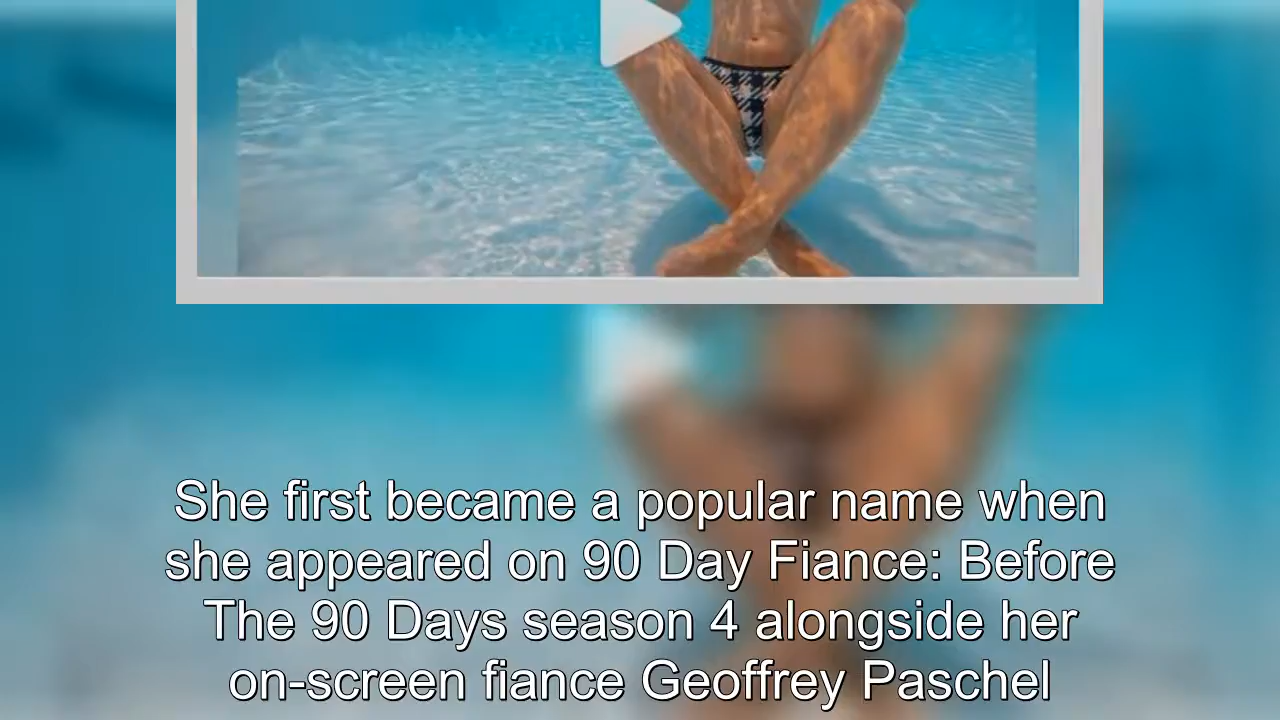 She first became a popular name when
she appeared on 90 Day Fiance: Before
The 90 Days season 4 alongside her
on-screen fiance Geoffrey Paschel